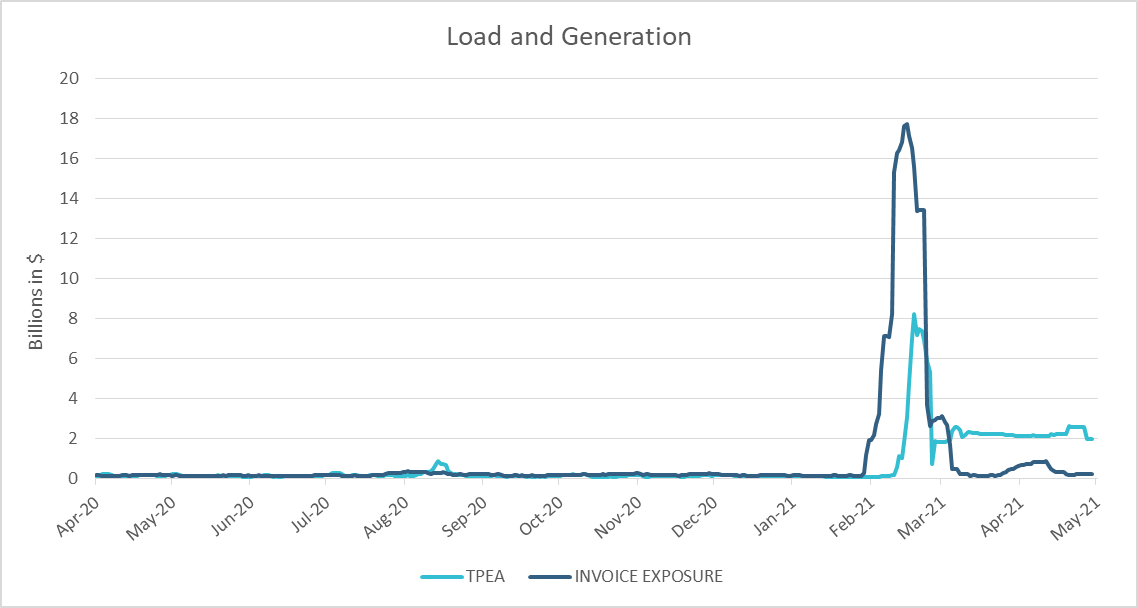 Load and Generation
Billions in $
20
18
16
14
12
10
8
6
4
2
0
Apr-20 May-20 Jun-20 Jul-20 Aug-20 Sep-20 Oct-20 Nov-20 Dec-20 Jan-21 Feb-21 Mar-21 Apr-21 May-21
TPEA INVOICE EXPOSURE